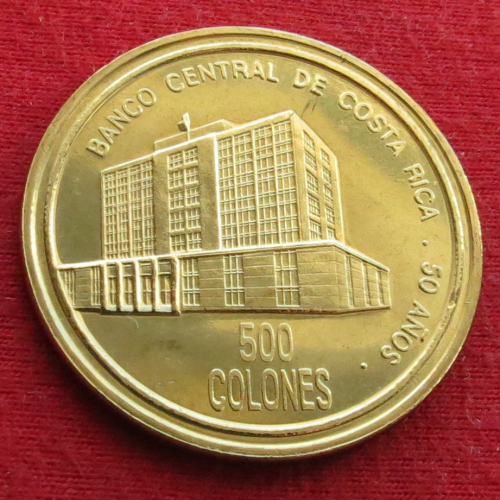 BANCO CENTRAL DE COSTA RICA · 50 AÑOS ·
500
COLONES